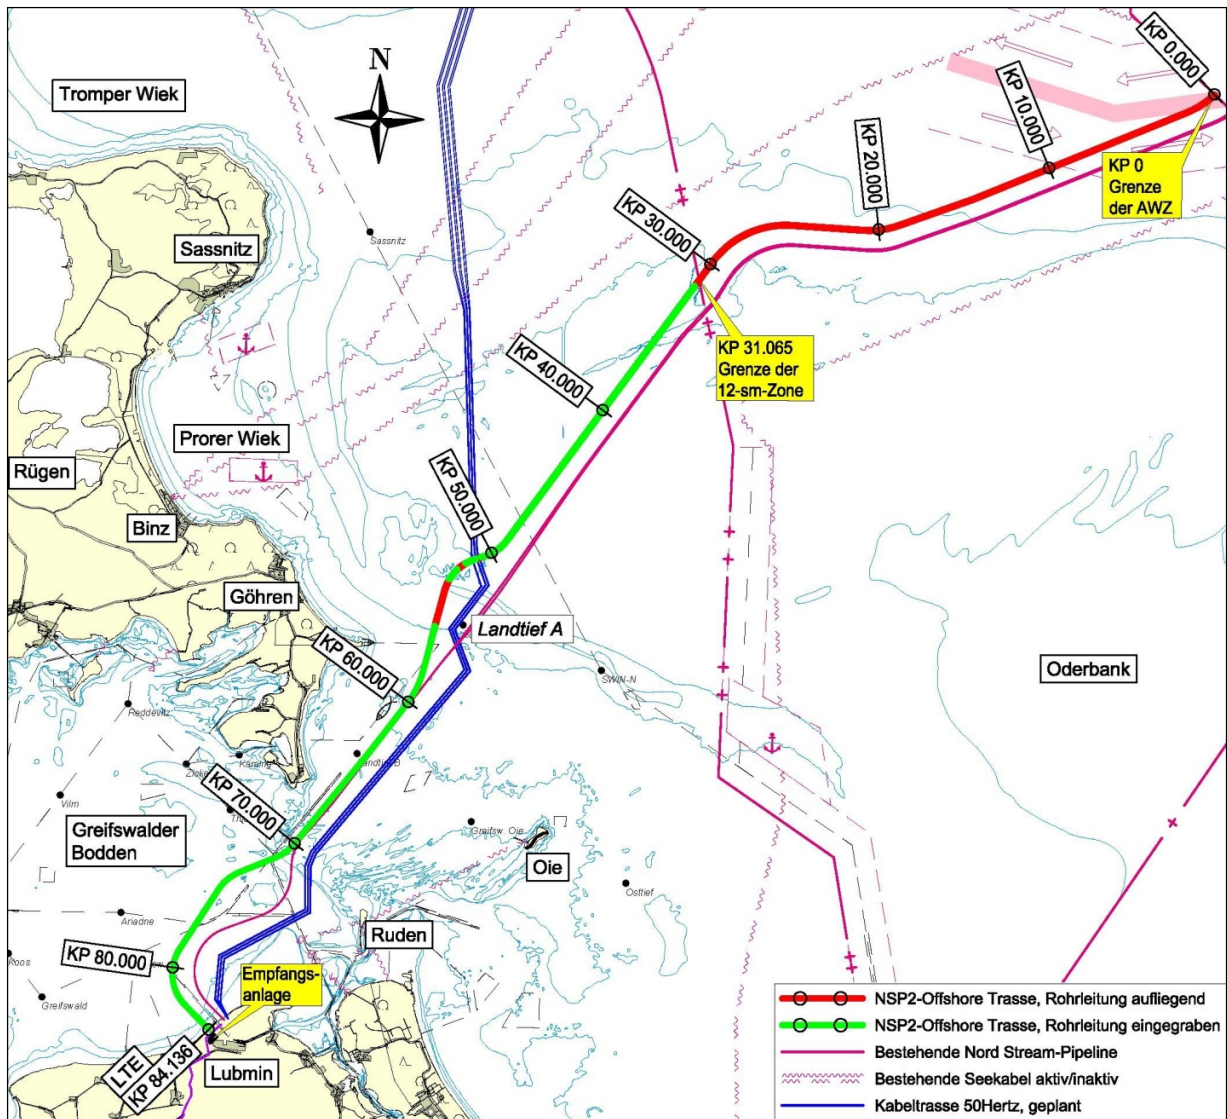 N
Tromper Wiek
KP 0.000
KP 10.000
KP 20.000
KP 0
Grenze
der AWZ
KP 30.000
Sassnitz
Sassnitz
KP 31.065
Grenze der
12-sm-Zone
KP 40.000
Prorer Wiek
Rügen
KP 50.000
Binz
Göhren
Landtief A
KP 60.000
SWIN-N
Oderbank
Reddevitz
KP 70.000
Vilm
Greifswalder
Bodden
Greifsw. Oie
Oie
Osttief
Ariadne
Ruden
KP 80.000
Empfangs-
anlage
Greifswald
LTE
KP 84.136
Lubmin
NSP2-Offshore Trasse, Rohrleitung aufliegend
NSP2-Offshore Trasse, Rohrleitung eingegraben
Bestehende Nord Stream-Pipeline
Bestehende Seekabel aktiv/inaktiv
Kabeltrasse 50Hertz, geplant